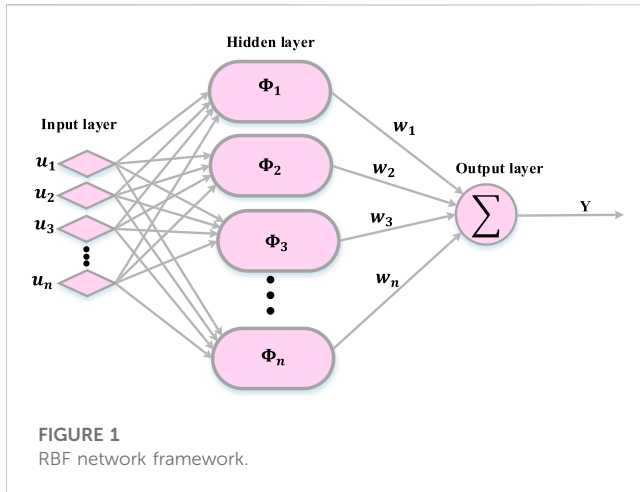 Hidden layer
Φ1
Input layer
w1
u1
Φ2
w2
Output layer
u2
w3
Y
u3
Φ3
∑
un
wn
Φn
FIGURE 1
RBF network framework.